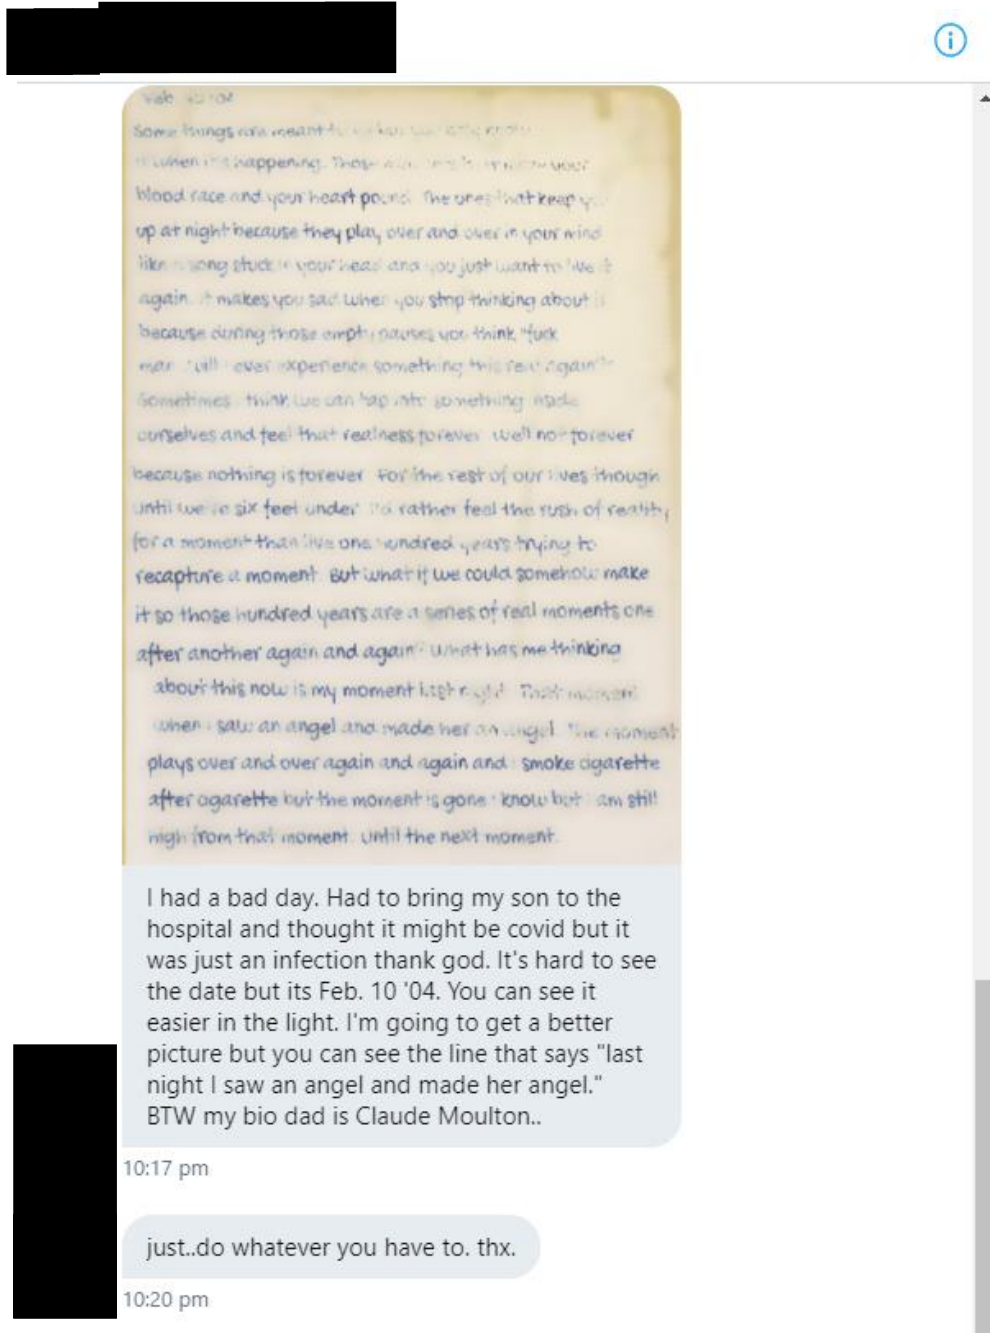 Some things are meant
when happening. Those your
blood race and your heart pound The ones that keep
up at night because they play over and over in your mind
like song stuck in your head and you just want to live it
again. it makes you sad when you stop thinking about
because during those empty pauses you think "fuck
man will ever experience something this real again"
Sometimes think we can tap into something inside
ourselves and feel that realness forever well not forever
because nothing is forever For the rest of our lives though
until we're six feet under I'd rather feel the rush of reality
for a moment than live one hundred years trying to
recapture a moment But what if we could somehow make
it so those hundred years are a series of real moments one
after another again and again? What has me thinking
about this now is my moment last night That moment
when I saw an angel and made her an angel The moment
plays over and over again and again and I smoke cigarette
after cigarette but the moment is gone I know but I am still
high from that moment until the next moment.
I had a bad day. Had to bring my son to the
hospital and thought it might be covid but it
was just an infection thank god. It's hard to see
the date but its Feb. 10 '04. You can see it
easier in the light. I'm going to get a better
picture but you can see the line that says "last
night I saw an angel and made her angel."
BTW my bio dad is Claude Moulton..
10:17 pm
just..do whatever you have to. thx.
10:20 pm